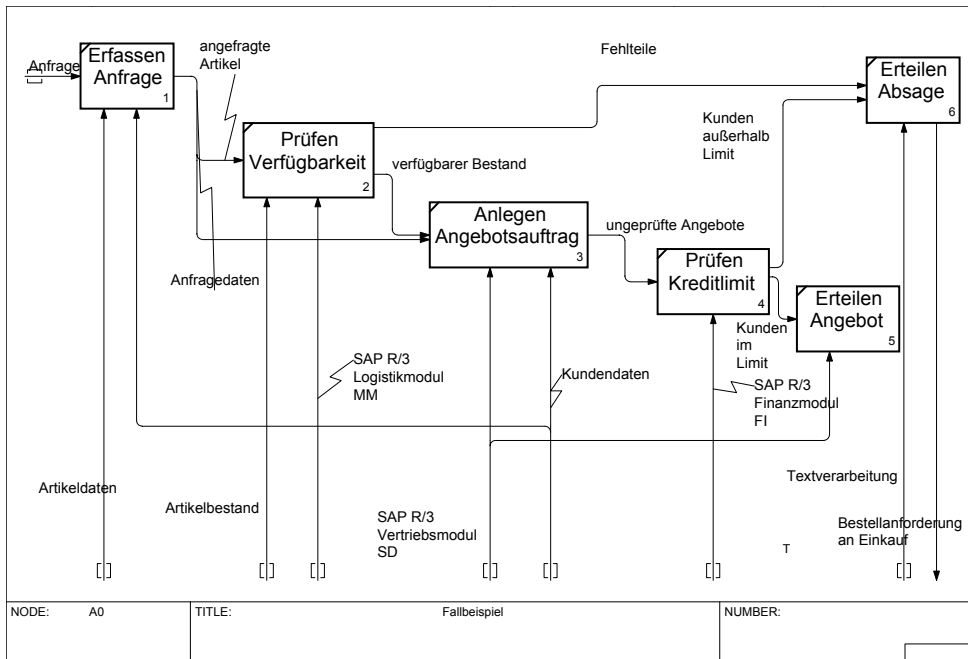 Anfrage
Erfassen
Anfrage
1
angefragte
Artikel
Fehlteile
Erteilen
Absage
6
Prüfen
Verfügbarkeit
2
Kunden
außerhalb
Limit
verfügbarer Bestand
Anlegen
Angebotsauftrag
3
ungeprüfte Angebote
Prüfen
Kreditlimit
4
Anfragedaten
Erteilen
Angebot
5
Kunden
im
Limit
SAP R/3
Logistikmodul
MM
Kundendaten
SAP R/3
Finanzmodul
FI
Artikeldaten
Artikelbestand
SAP R/3
Vertriebsmodul
SD
Textverarbeitung
Bestellanforderung
an Einkauf
T
NODE: A0
TITLE: Fallbeispiel
NUMBER: